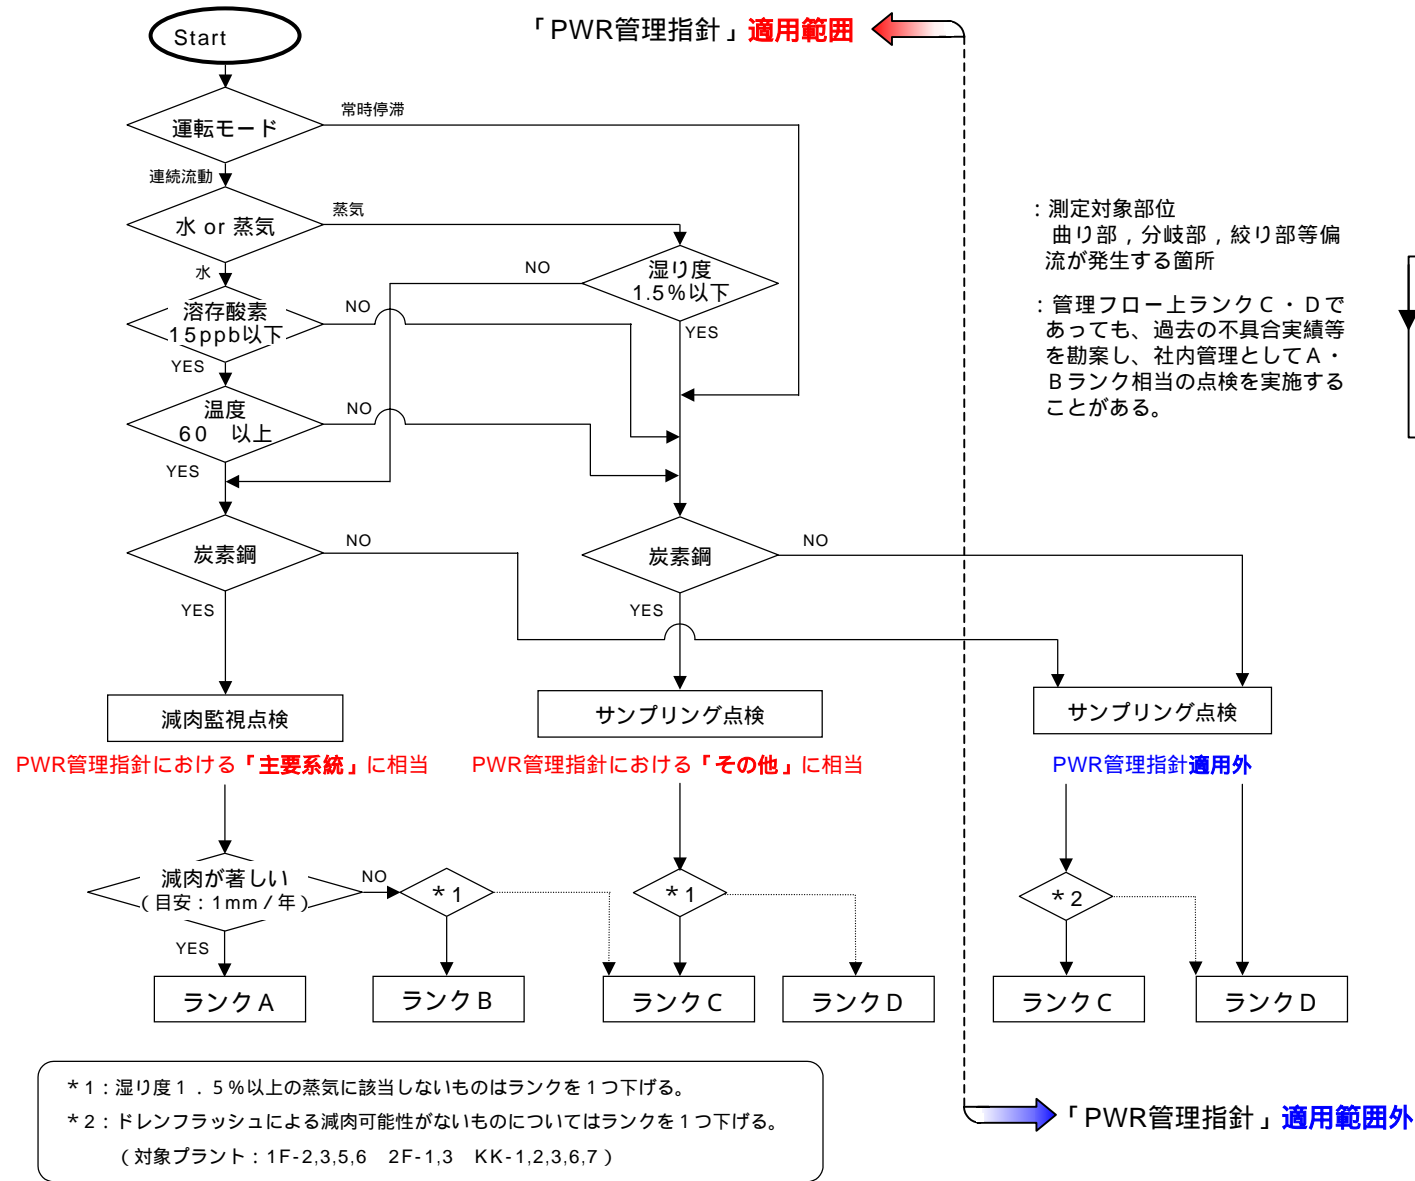 「PWR管理指針」適用範囲
Start
運転モード
常時停滞
連続流動
水 or 蒸気
蒸気
水
溶存酸素
15ppb以下
NO
YES
湿り度
1.5%以下
NO
YES
温度
60　以上
NO
YES
炭素鋼
NO
YES
炭素鋼
NO
YES
：測定対象部位
曲り部，分岐部，絞り部等偏
流が発生する箇所
：管理フロー上ランクC・Dで
あっても、過去の不具合実績等
を勘案し、社内管理としてA・
Bランク相当の点検を実施する
ことがある。
減肉監視点検
サンプリング点検
サンプリング点検
PWR管理指針における「主要系統」に相当
PWR管理指針における「その他」に相当
PWR管理指針適用外
減肉が著しい
（目安：1mm／年）
NO
YES
*1
*1
*2
ランクA
ランクB
ランクC
ランクD
ランクC
ランクD
*1：湿り度1．5%以上の蒸気に該当しないものはランクを1つ下げる。
*2：ドレンフラッシュによる減肉可能性がないものについてはランクを1つ下げる。
（対象プラント：1F-2,3,5,6　2F-1,3　KK-1,2,3,6,7）
「PWR管理指針」適用範囲外